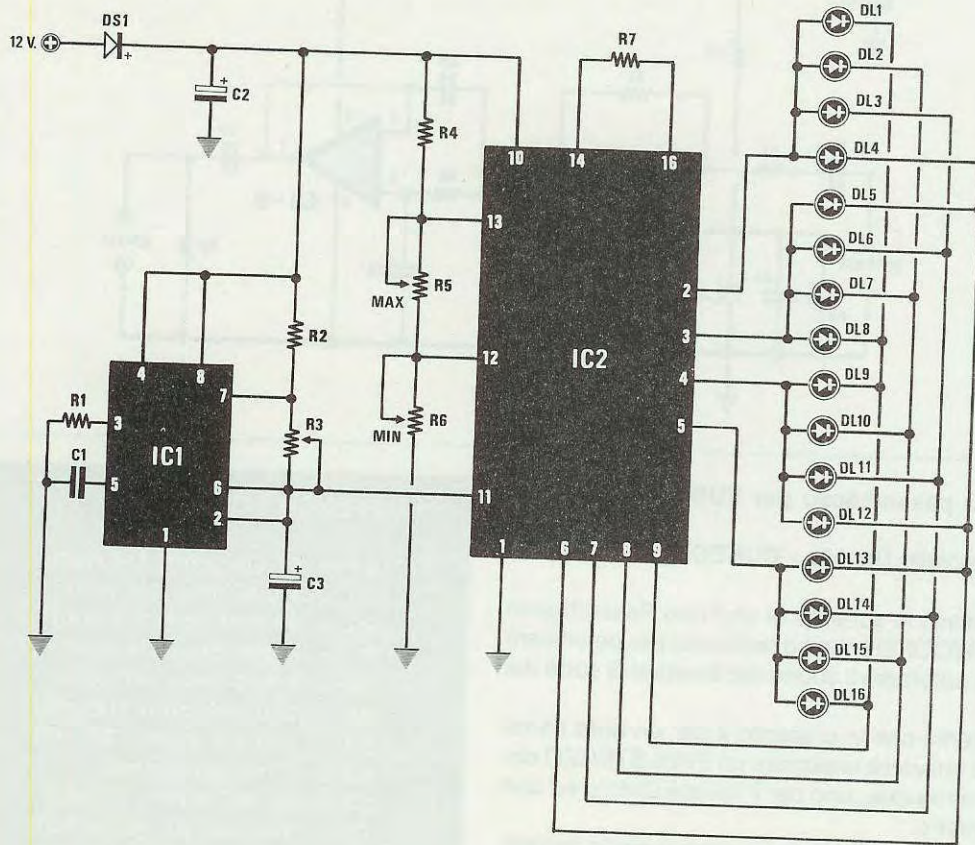 DL1
DS1
12 V.
+
R7
DL2
+
C2
DL3
R4
10
14
16
DL4
DL5
13
DL6
R5
MAX
2
DL7
R2
3
DL8
4
8
12
IC2
4
DL9
7
R6
MIN
5
DL10
R1
3
R3
IC1
DL11
C1
5
6
11
DL12
2
1
1
6
7
8
9
DL13
+
C3
DL14
DL15
DL16